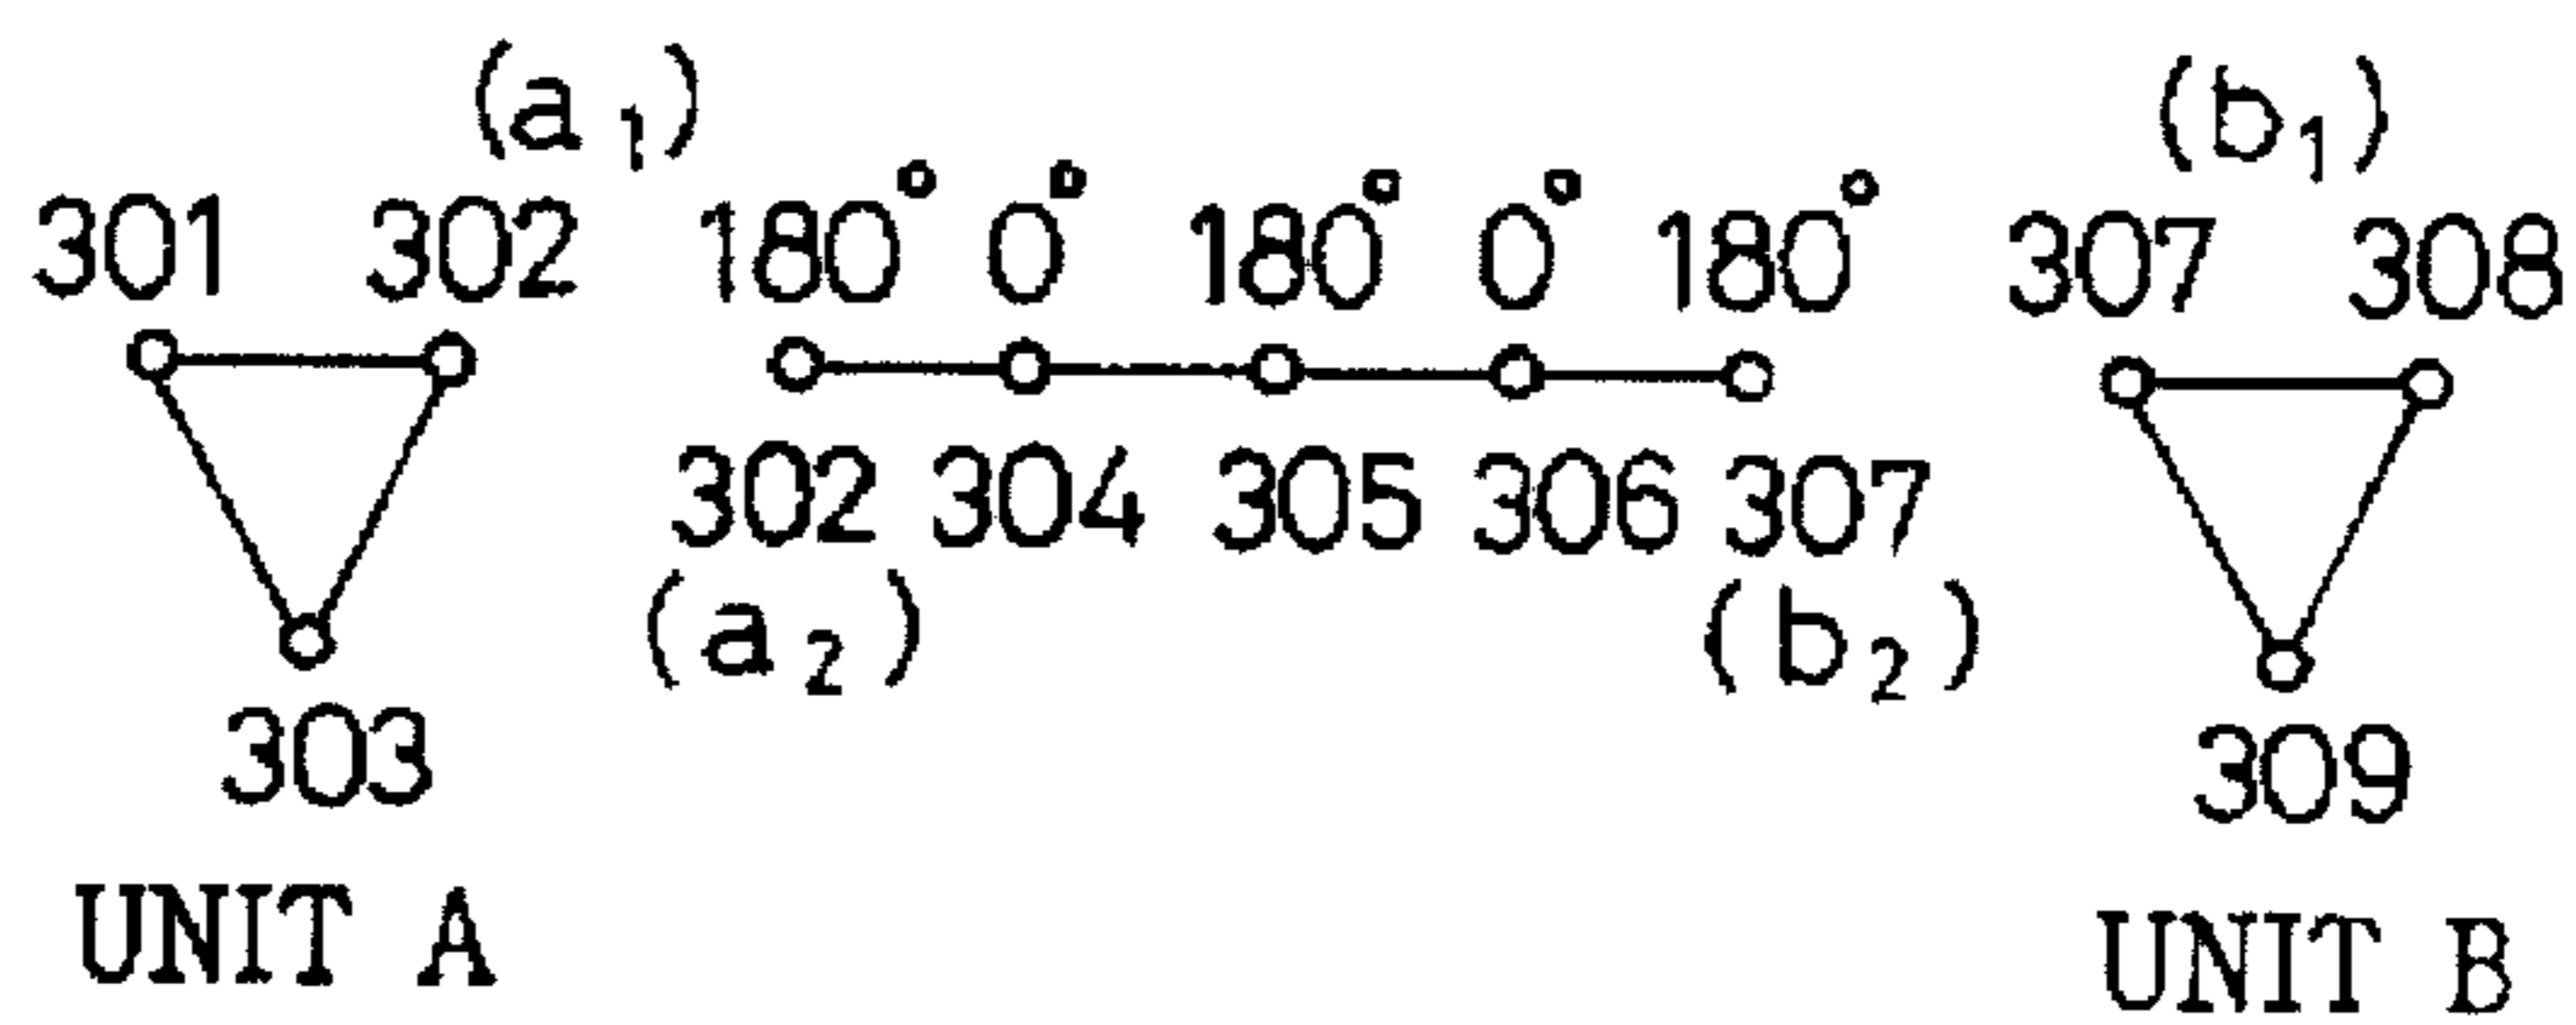 (a₁) (b₁)
301 302 180° 0° 180° 0° 180° 307 308
302 304 305 306 307
(a₂) (b₂)
303 309
UNIT A UNIT B